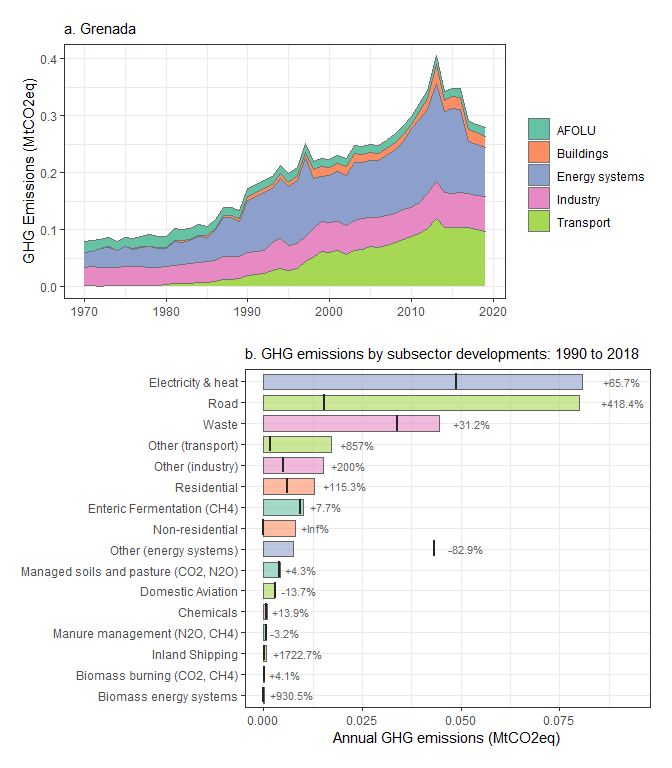 a. Grenada
GHG Emissions (MtCO2eq)
0.4
0.3
0.2
0.1
0.0
1970 1980 1990 2000 2010 2020
AFOLU
Buildings
Energy systems
Industry
Transport
b. GHG emissions by subsector developments: 1990 to 2018
Electricity & heat +65.7%
Road +418.4%
Waste +31.2%
Other (transport) +857%
Other (industry) +200%
Residential +115.3%
Enteric Fermentation (CH4) +7.7%
Non-residential +Inf%
Other (energy systems) -82.9%
Managed soils and pasture (CO2, N2O) +4.3%
Domestic Aviation -13.7%
Chemicals +13.9%
Manure management (N2O, CH4) -3.2%
Inland Shipping +1722.7%
Biomass burning (CO2, CH4) +4.1%
Biomass energy systems +930.5%
0.000 0.025 0.050 0.075
Annual GHG emissions (MtCO2eq)